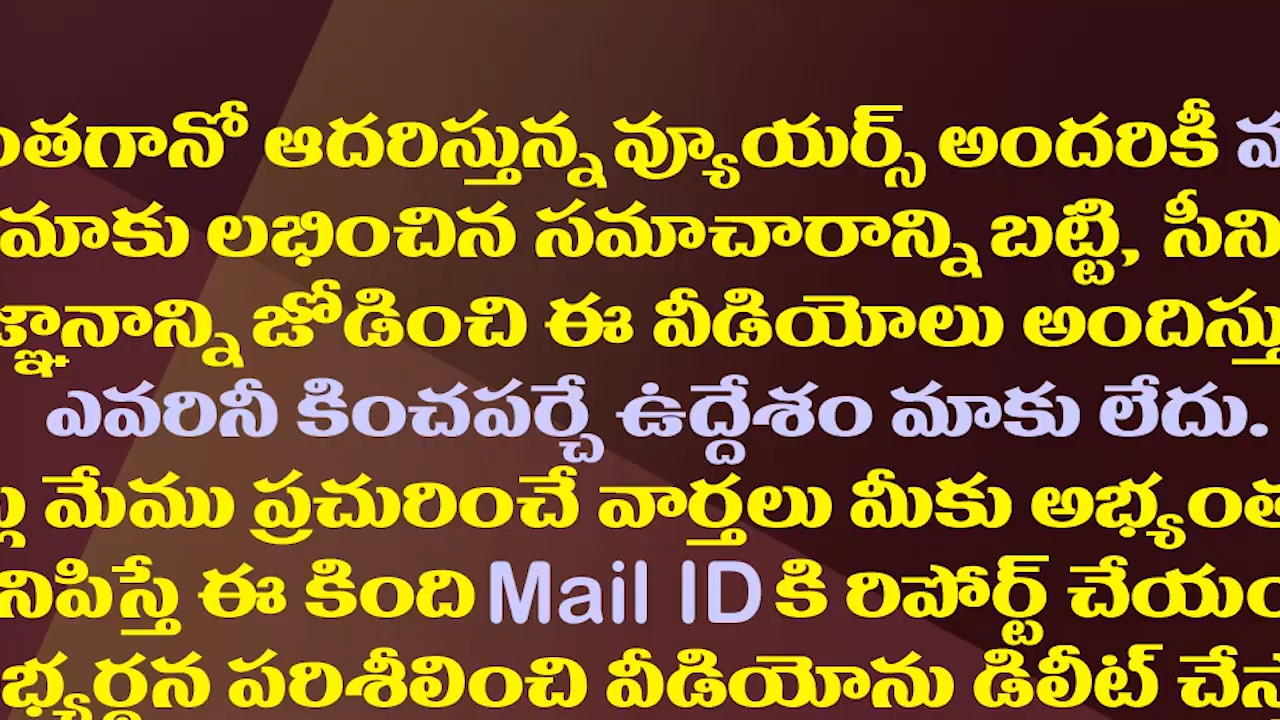 ంతగానో ఆదరిస్తున్న వ్యూయర్స్ అందరికీ
మాకు లభించిన సమాచారాన్ని బట్టి, సీని
జ్ఞానాన్ని జోడించి ఈ వీడియోలు అందిస్తు
ఎవరినీ కించపర్చే ఉద్దేశం మాకు లేదు.
మేము ప్రచురించే వార్తలు మీకు అభ్యంత
నిపిస్తే ఈ కింది Mail ID కి రిపోర్ట్ చేయం
భ్యర్థన పరిశీలించి వీడియోను డిలీట్ చేస